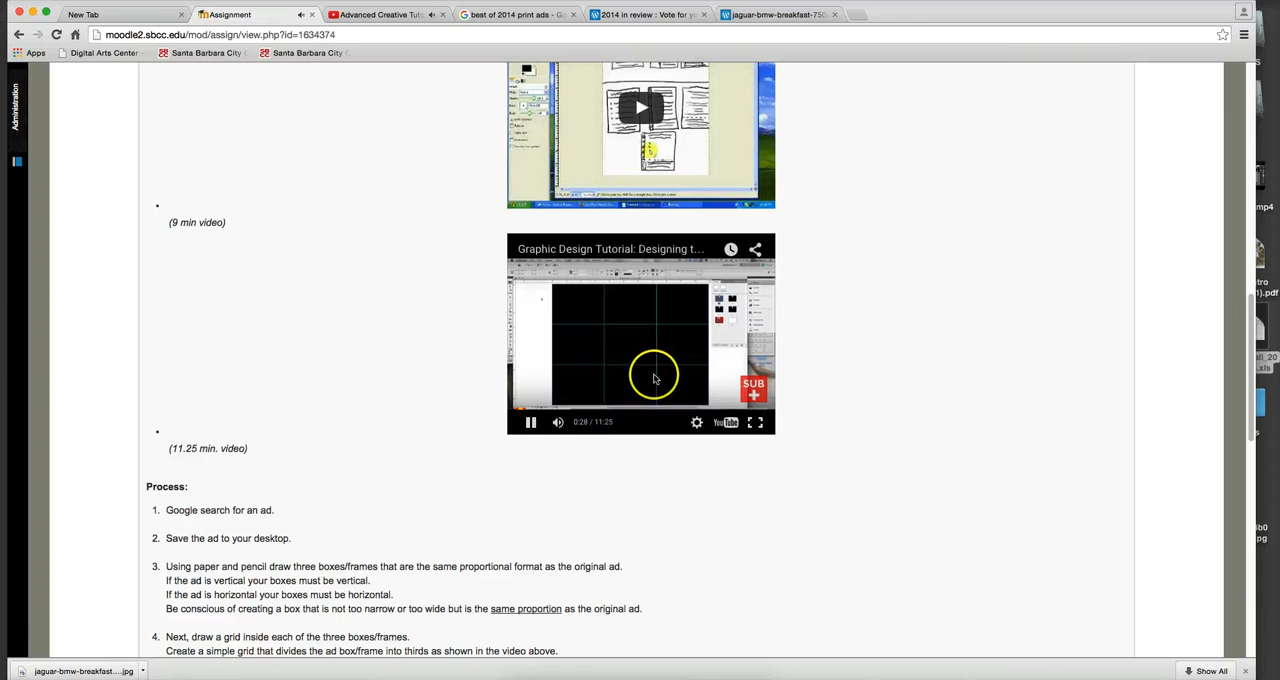 New Tab
Assignment
Advanced Creative Tuto
best of 2014 print ads - Go
2014 in review : Vote for yo
jaguar-bmw-breakfast-750
moodle2.sbcc.edu/mod/assign/view.php?id=1634374
Apps
Digital Arts Center -
Santa Barbara City
Santa Barbara City C
Administration
mp4
(9 min video)
Graphic Design Tutorial: Designing t...
SUB
0:28 / 11:25
YouTube
(11.25 min. video)
Process:
1. Google search for an ad.
2. Save the ad to your desktop.
3. Using paper and pencil draw three boxes/frames that are the same proportional format as the original ad.
If the ad is vertical your boxes must be vertical.
If the ad is horizontal your boxes must be horizontal.
Be conscious of creating a box that is not too narrow or too wide but is the same proportion as the original ad.
4. Next, draw a grid inside each of the three boxes/frames.
Create a simple grid that divides the ad box/frame into thirds as shown in the video above.
jaguar-bmw-breakfast....jpg
Show All